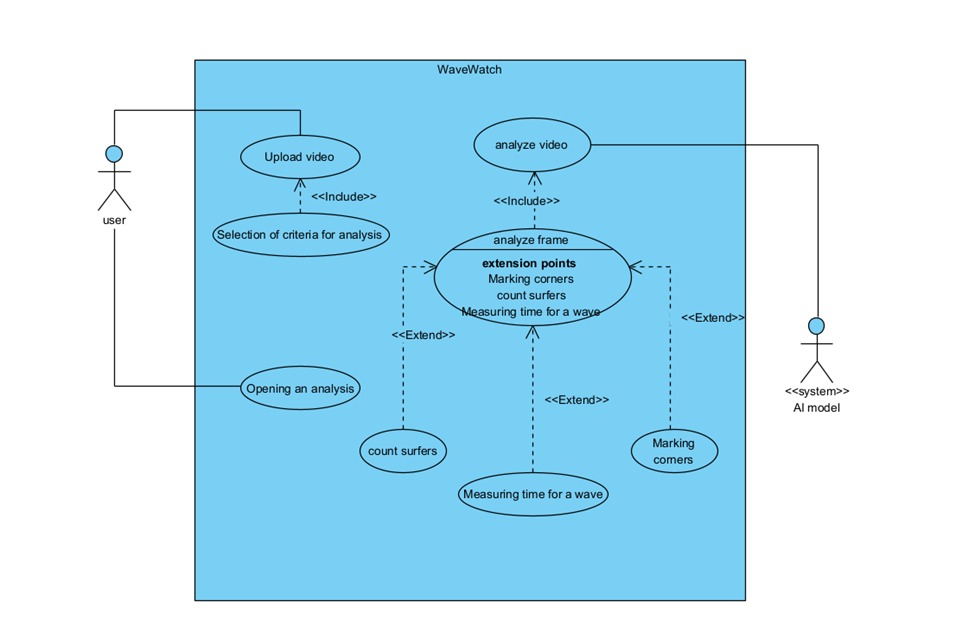 WaveWatch
Upload video
analyze video
<<Include>>
<<Include>>
user
Selection of criteria for analysis
analyze frame
extension points
Marking corners
count surfers
Measuring time for a wave
<<Extend>>
<<Extend>>
Opening an analysis
<<Extend>>
<<system>>
AI model
count surfers
Marking
corners
Measuring time for a wave